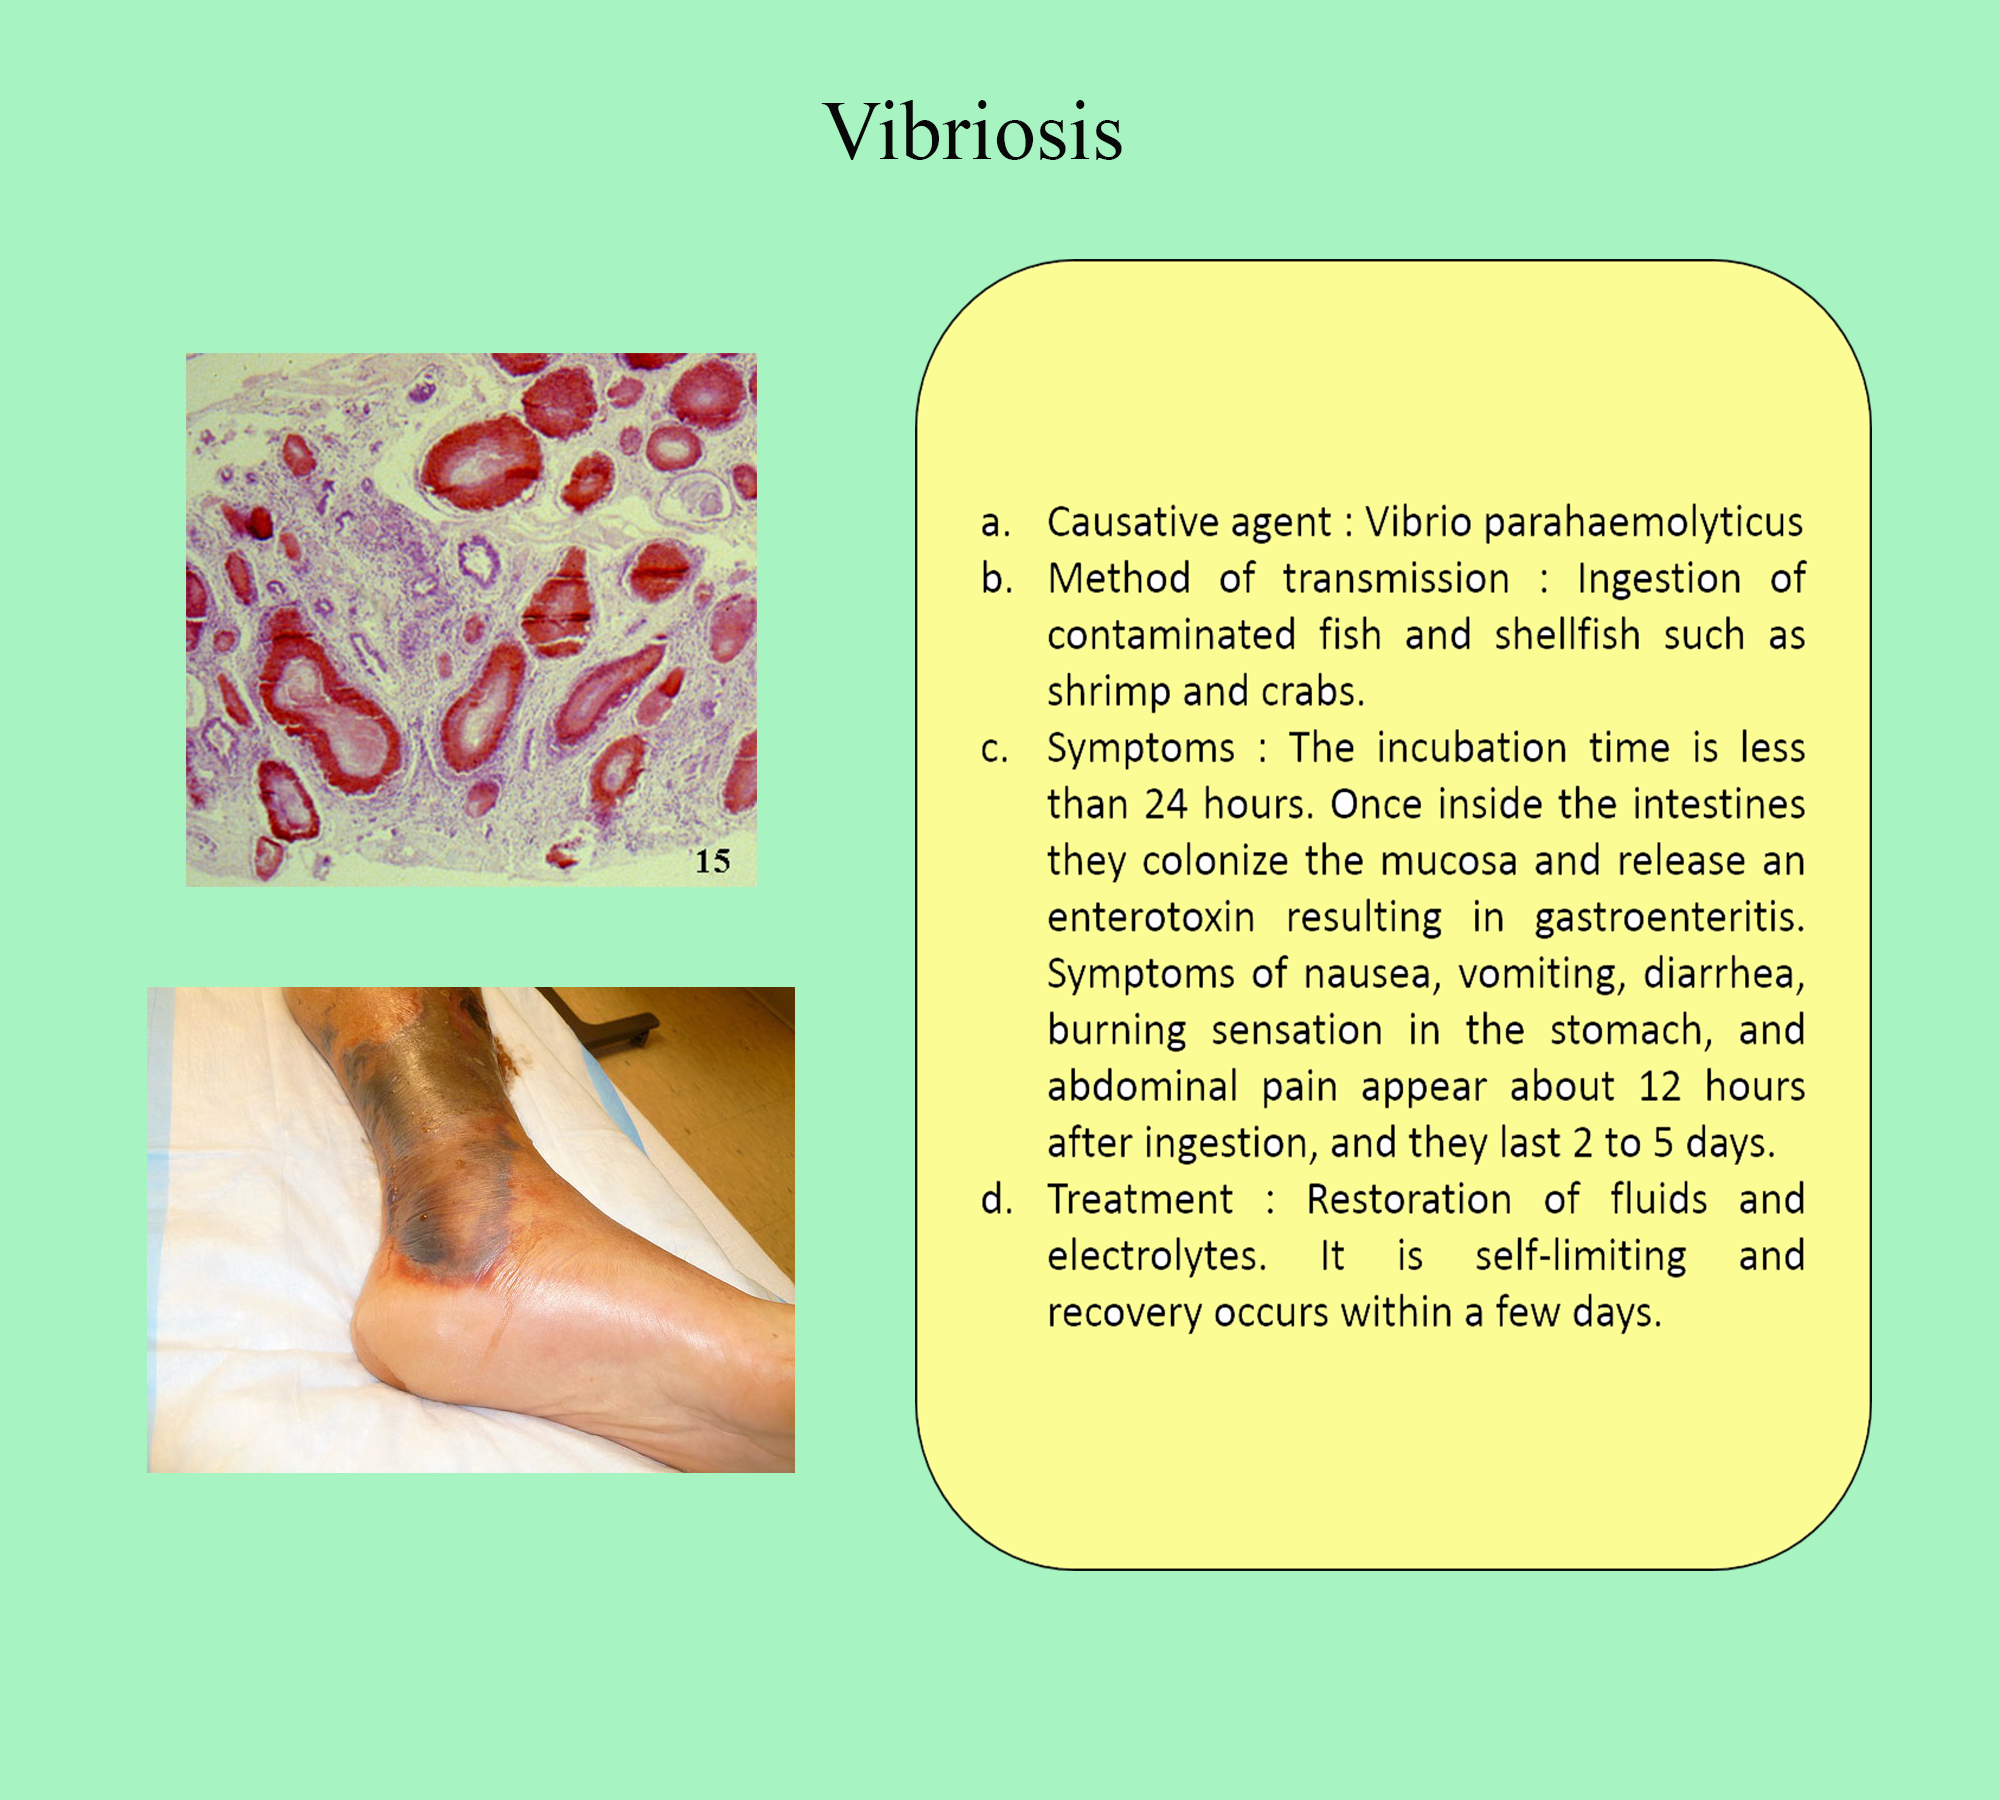 Vibriosis
15
a. Causative agent : Vibrio parahaemolyticus
b. Method of transmission : Ingestion of
contaminated fish and shellfish such as
shrimp and crabs.
c. Symptoms : The incubation time is less
than 24 hours. Once inside the intestines
they colonize the mucosa and release an
enterotoxin resulting in gastroenteritis.
Symptoms of nausea, vomiting, diarrhea,
burning sensation in the stomach, and
abdominal pain appear about 12 hours
after ingestion, and they last 2 to 5 days.
d. Treatment : Restoration of fluids and
electrolytes. It is self-limiting and
recovery occurs within a few days.